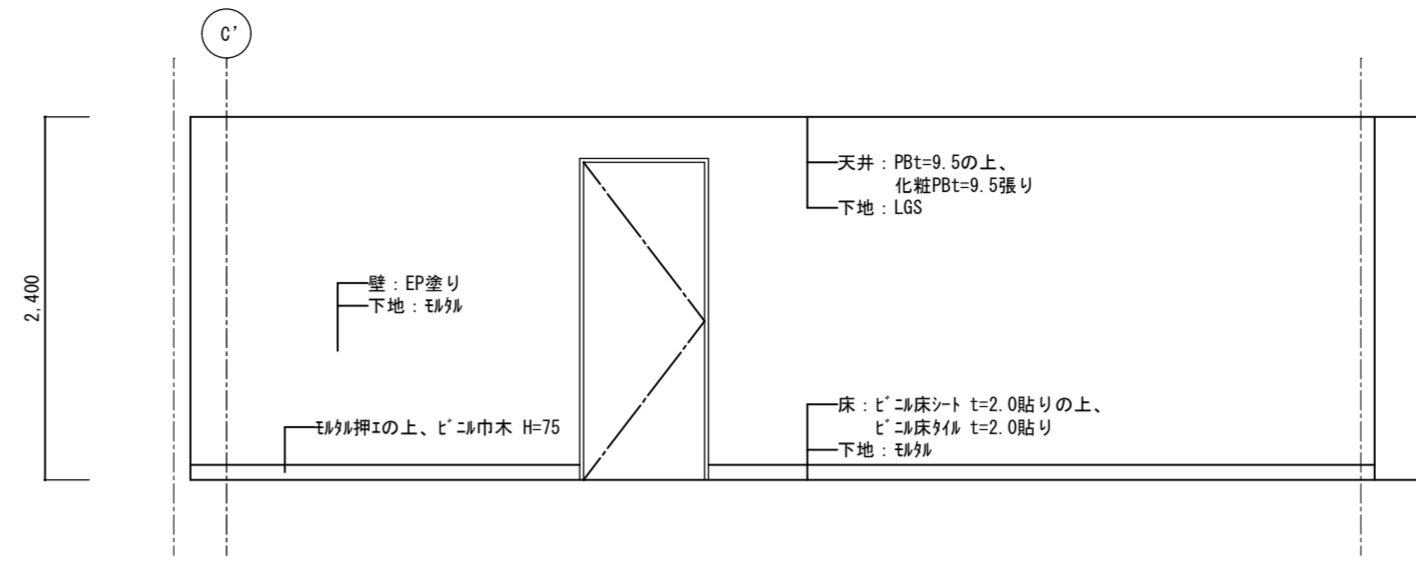 C'
天井：PBt=9.5の上、
化粧PBt=9.5張り
下地：LGS
2,400
壁：EP塗り
下地：ﾓﾙﾀﾙ
ﾓﾙﾀﾙ押ｴの上、ﾋﾞﾆﾙ巾木 H=75
床：ﾋﾞﾆﾙ床ｼｰﾄ t=2.0貼りの上、
ﾋﾞﾆﾙ床ﾀｲﾙ t=2.0貼り
下地：ﾓﾙﾀﾙ